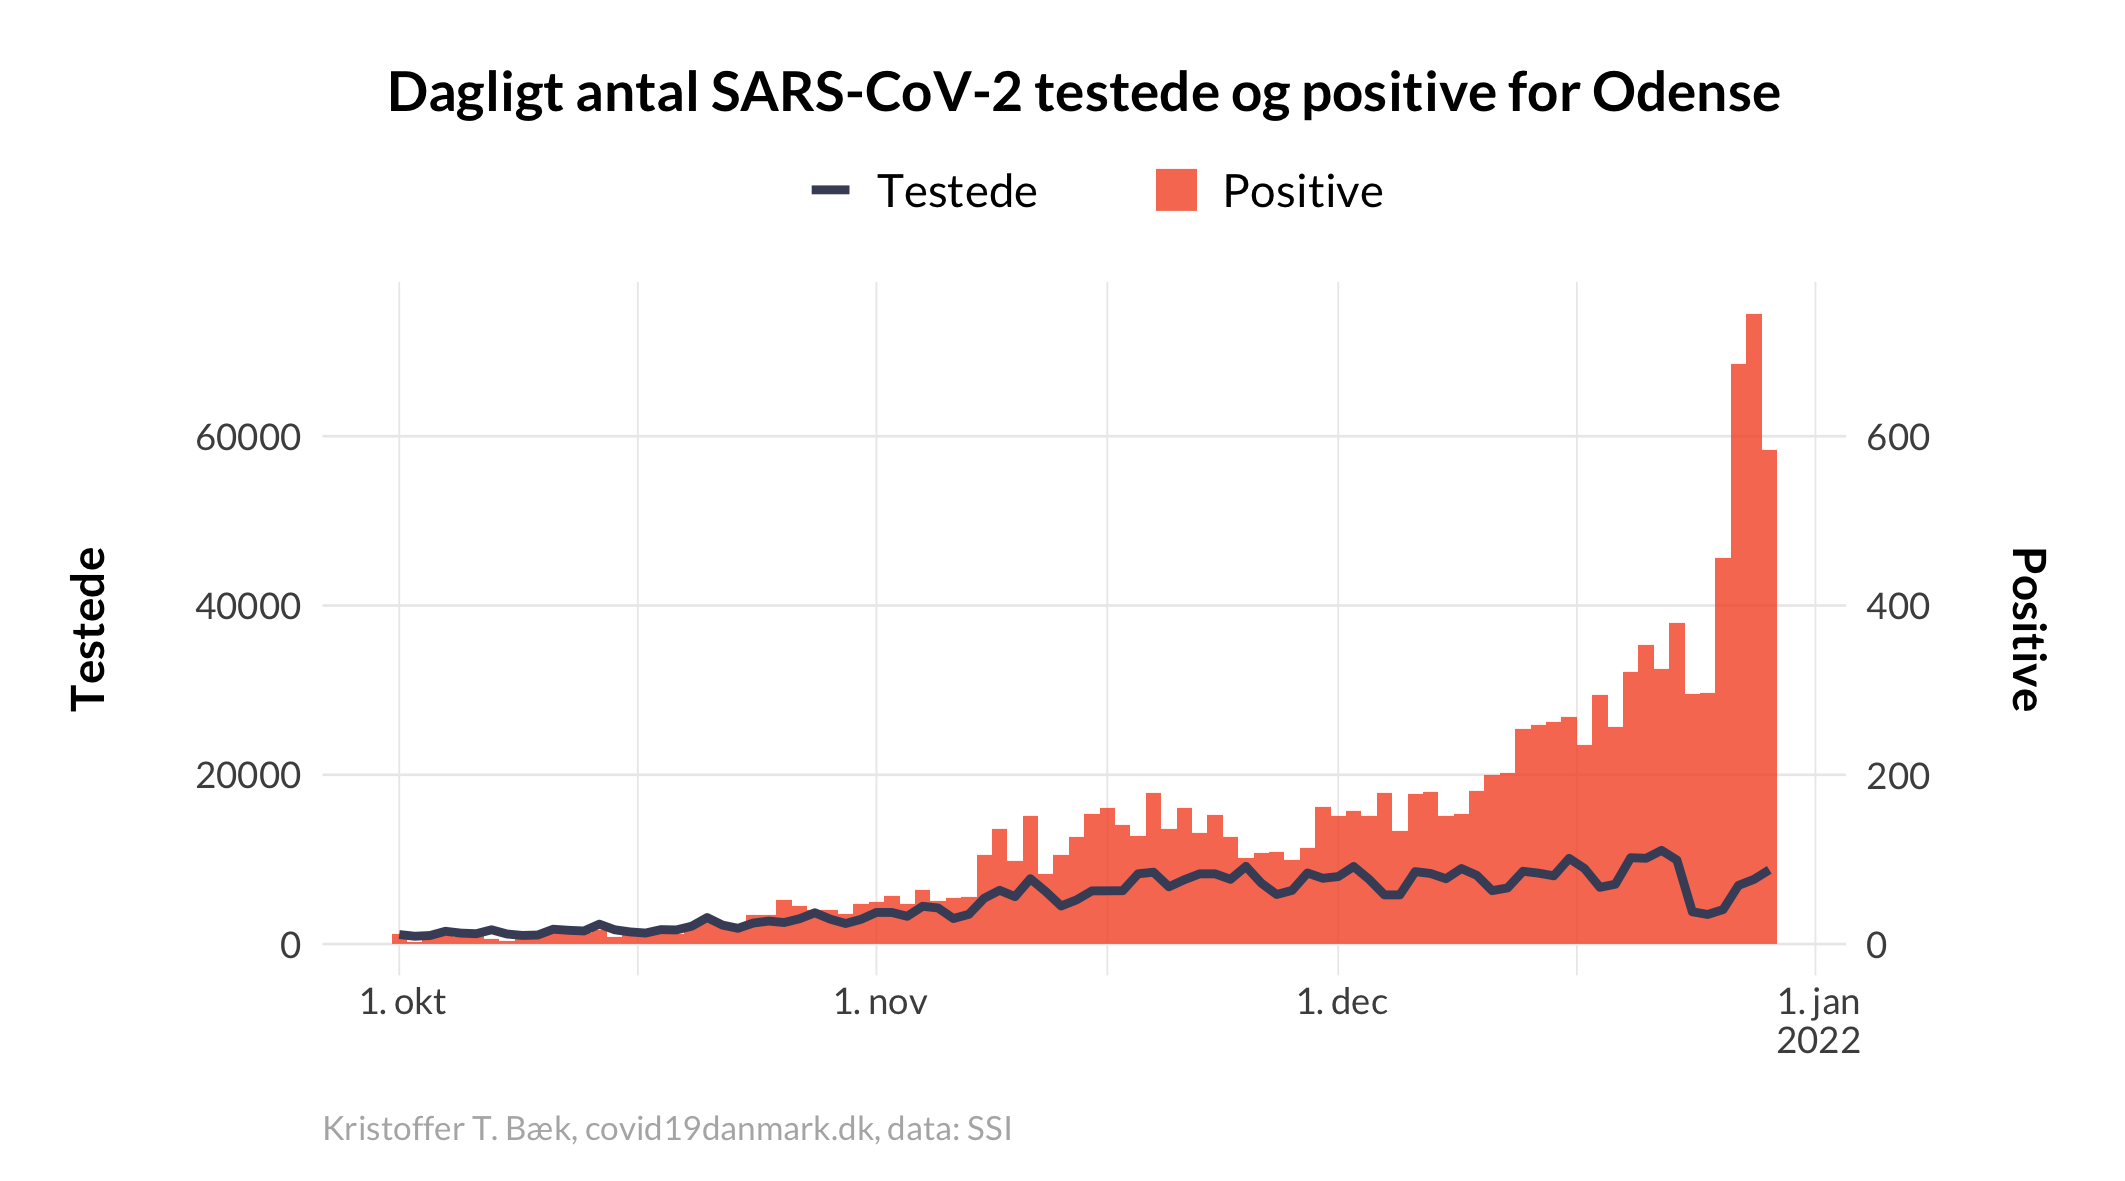 Dagligt antal SARS-CoV-2 testede og positive for Odense
Testede
Positive
60000
40000
20000
0
600
400
200
0
Testede
Positive
1. okt
1. nov
1. dec
1. jan
2022
Kristoffer T. Bæk, covid19danmark.dk, data: SSI